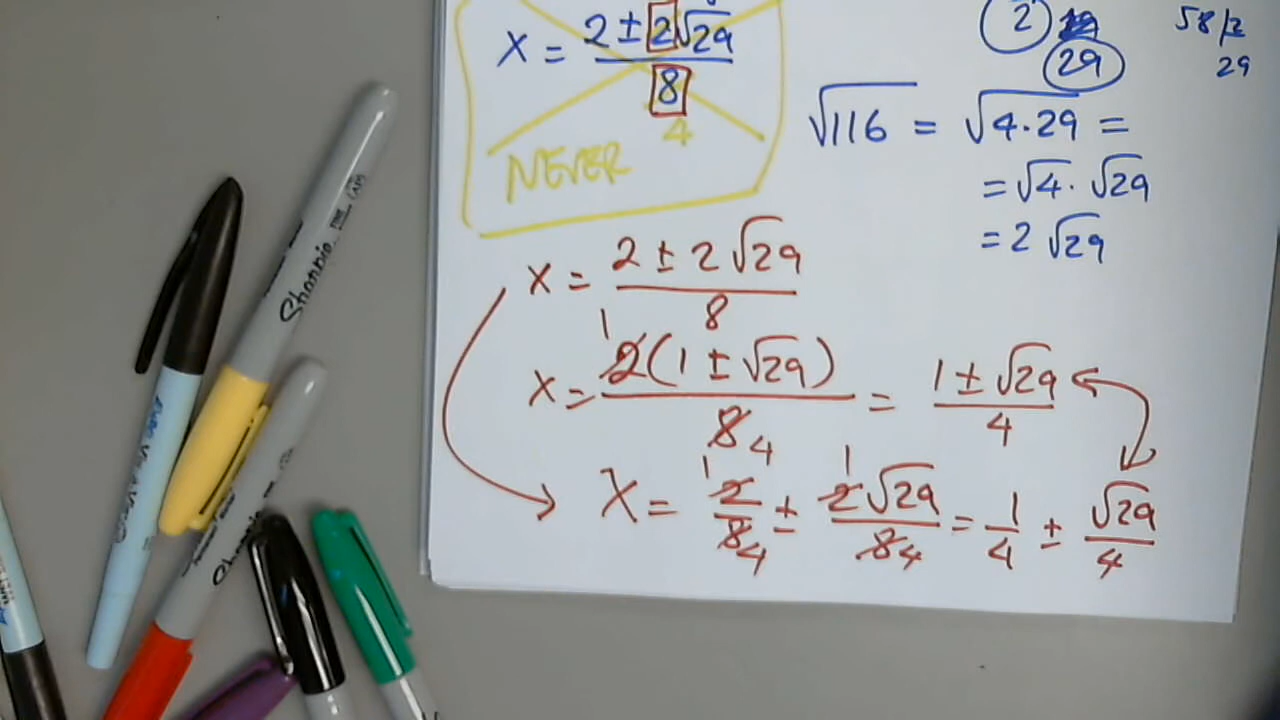 x = 2 ± 2√29 / 8
4
NEVER
2
29
58/2
29
√116 = √4·29 =
= √4 · √29
= 2 √29
x = 2 ± 2√29 / 8
1
x = 2(1 ± √29) / 8 4 = 1 ± √29 / 4
1 1
x = 2/8 4 ± 2√29 / 8 4 = 1/4 ± √29 / 4
Sharpie